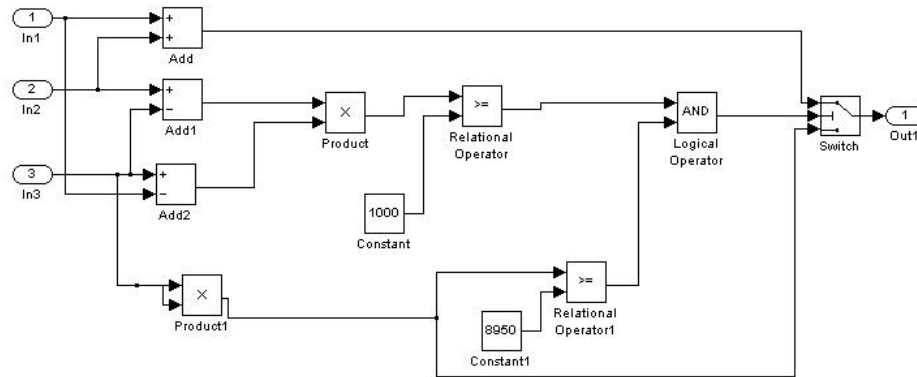 1
In1
+
+
Add
2
In2
+
−
Add1
×
Product
>=
Relational
Operator
AND
Logical
Operator
Switch
1
Out1
3
In3
+
−
Add2
1000
Constant
×
Product1
>=
Relational
Operator1
8950
Constant1